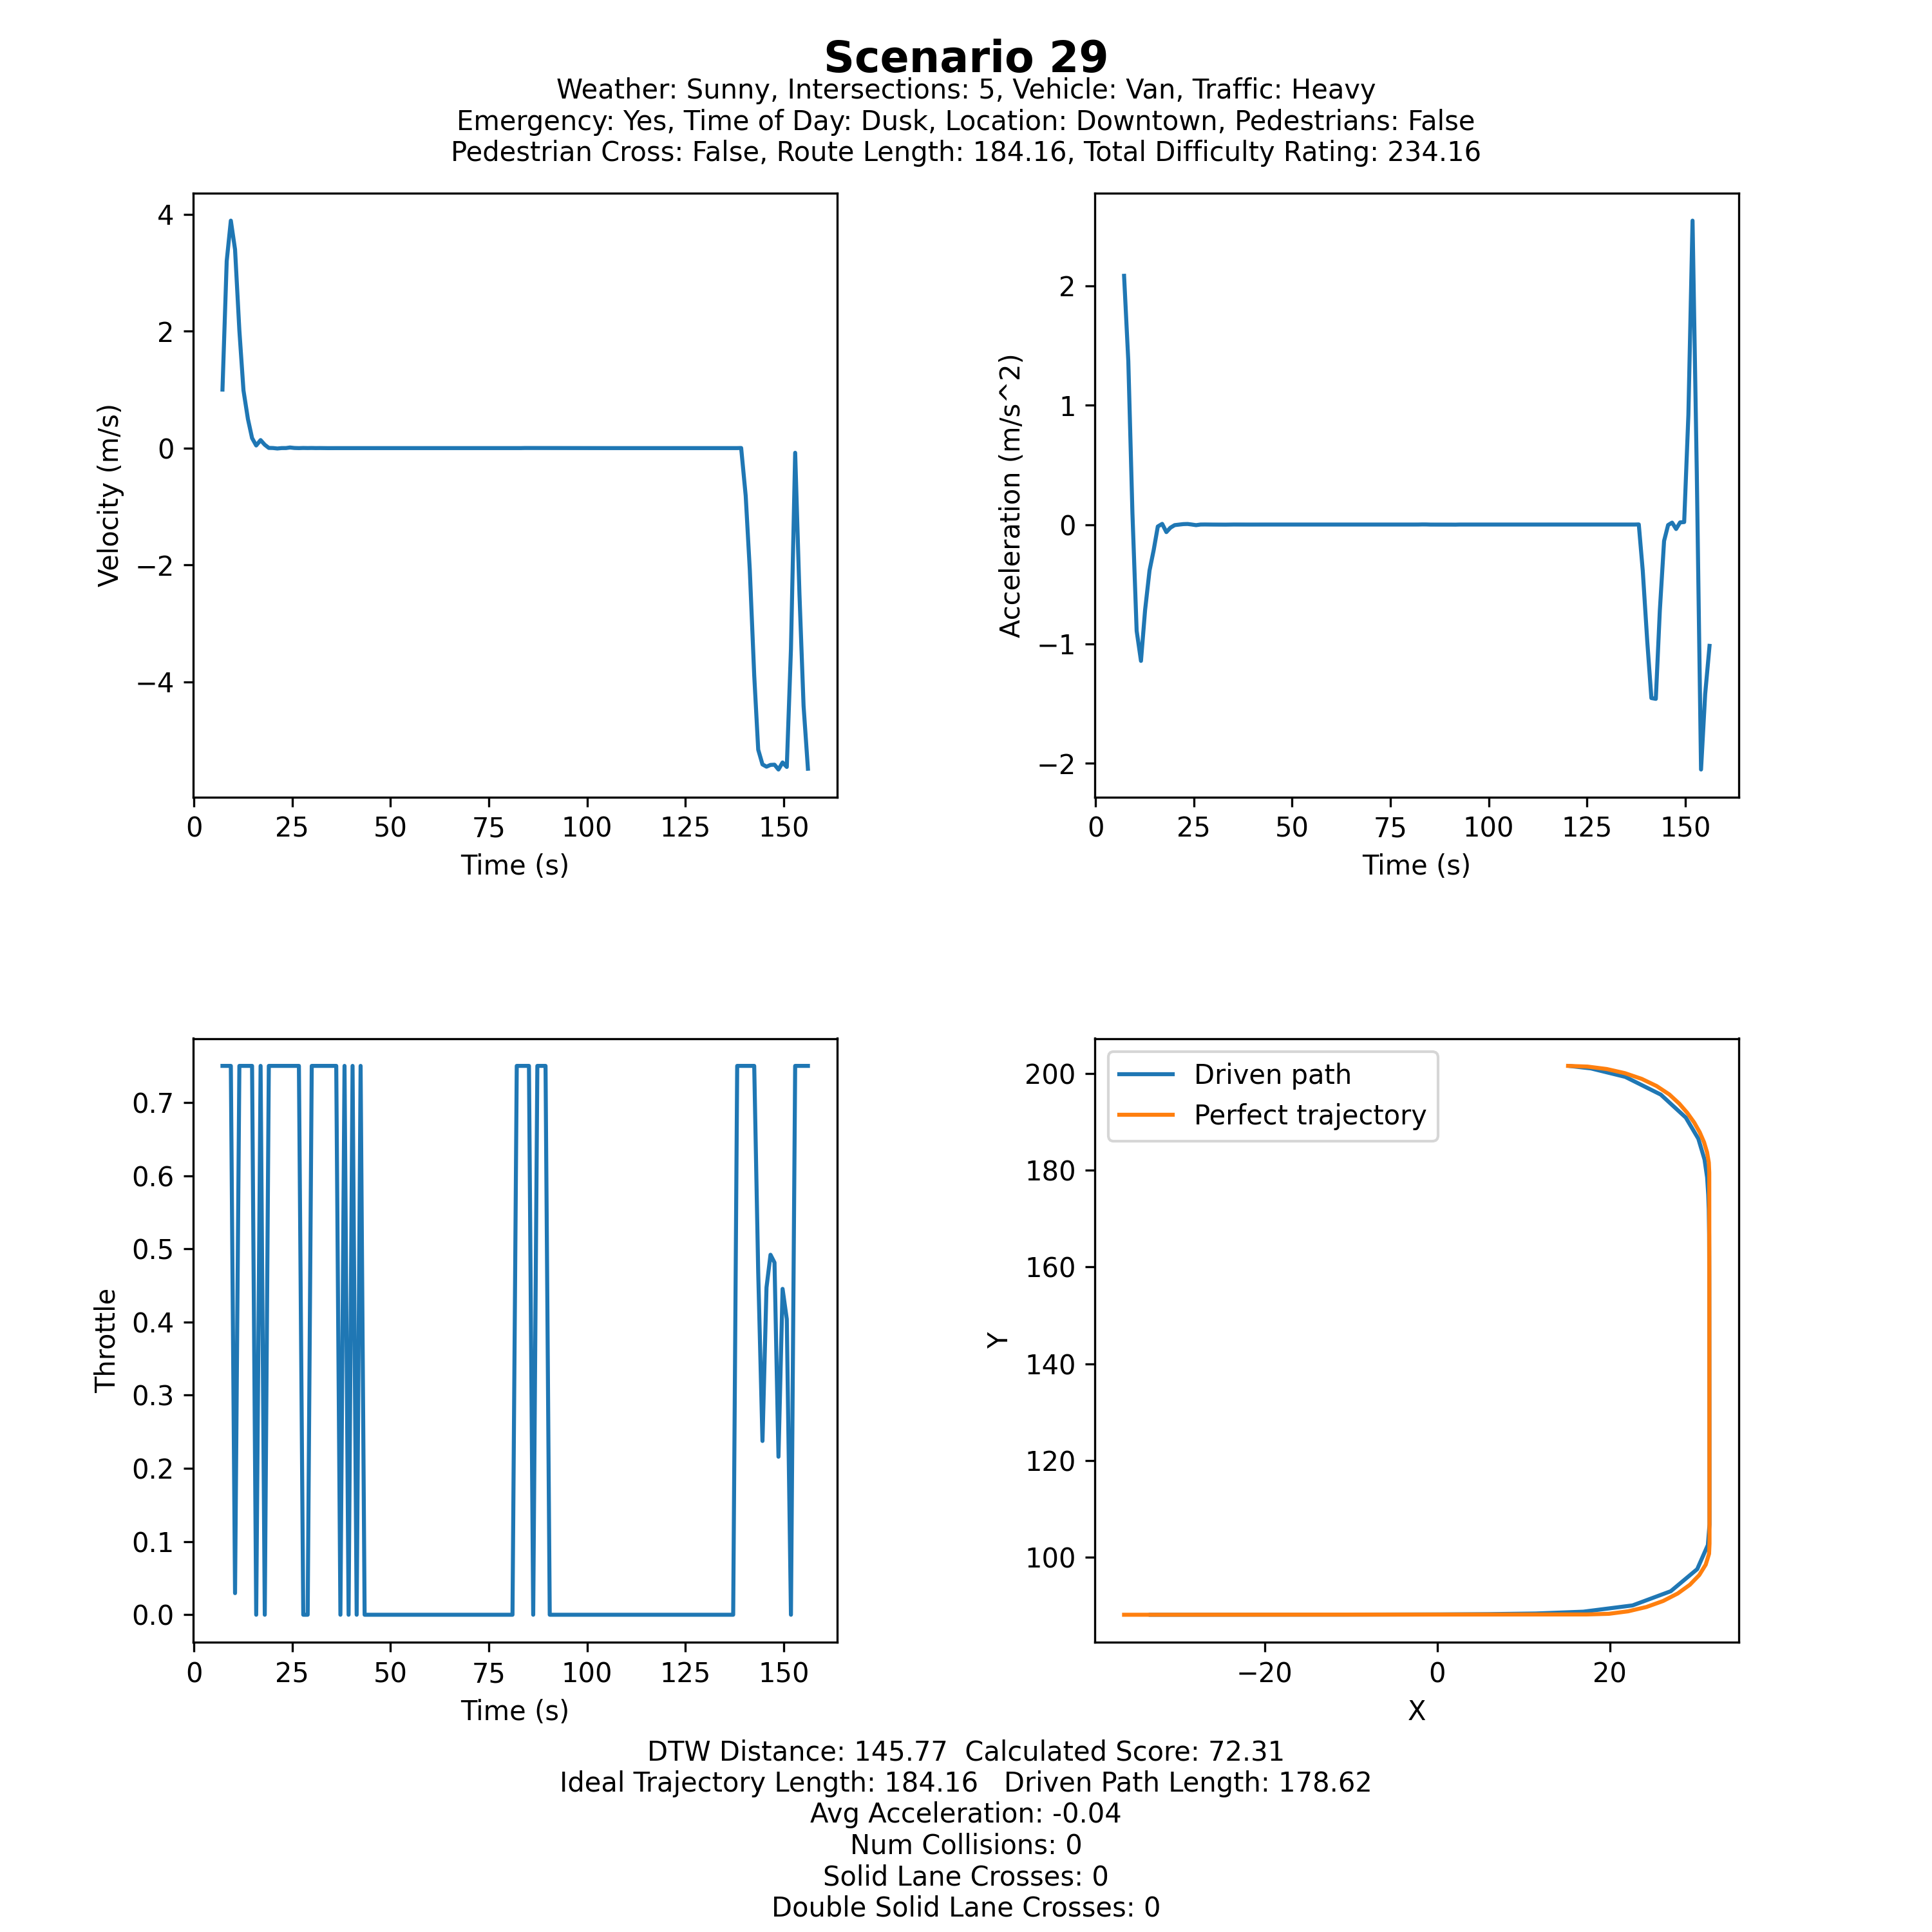 Scenario 29
Weather: Sunny, Intersections: 5, Vehicle: Van, Traffic: Heavy
Emergency: Yes, Time of Day: Dusk, Location: Downtown, Pedestrians: False
Pedestrian Cross: False, Route Length: 184.16, Total Difficulty Rating: 234.16
4
2
0
−2
−4
Velocity (m/s)
0 25 50 75 100 125 150
Time (s)
2
1
0
−1
−2
Acceleration (m/s^2)
0 25 50 75 100 125 150
Time (s)
0.7
0.6
0.5
0.4
0.3
0.2
0.1
0.0
Throttle
0 25 50 75 100 125 150
Time (s)
Driven path
Perfect trajectory
200
180
160
140
120
100
Y
−20 0 20
X
DTW Distance: 145.77  Calculated Score: 72.31
Ideal Trajectory Length: 184.16   Driven Path Length: 178.62
Avg Acceleration: -0.04
Num Collisions: 0
Solid Lane Crosses: 0
Double Solid Lane Crosses: 0